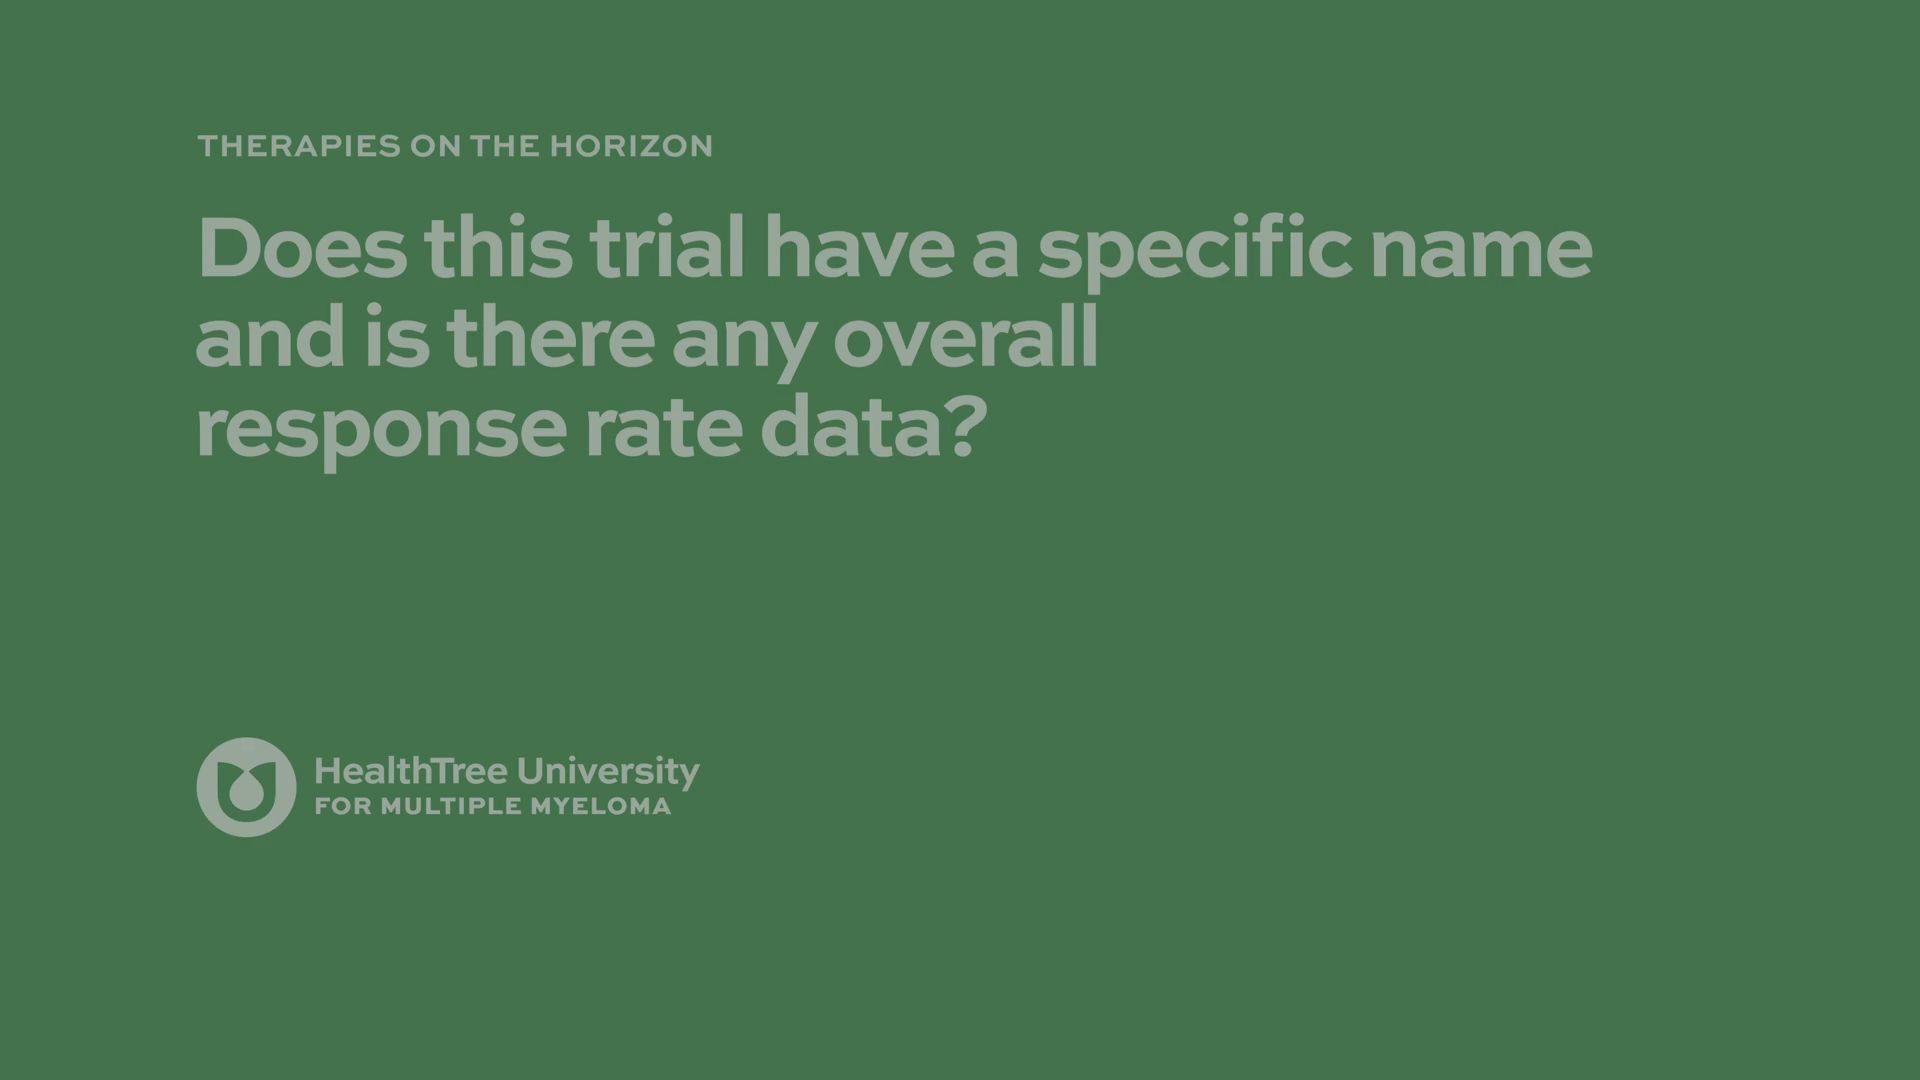 THERAPIES ON THE HORIZON
Does this trial have a specific name
and is there any overall
response rate data?
HealthTree University
FOR MULTIPLE MYELOMA